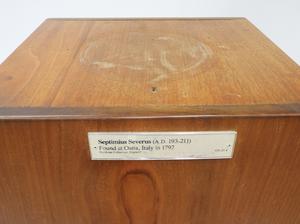 Septimius Severus (A.D. 193-211)
Found at Ostia, Italy in 1797